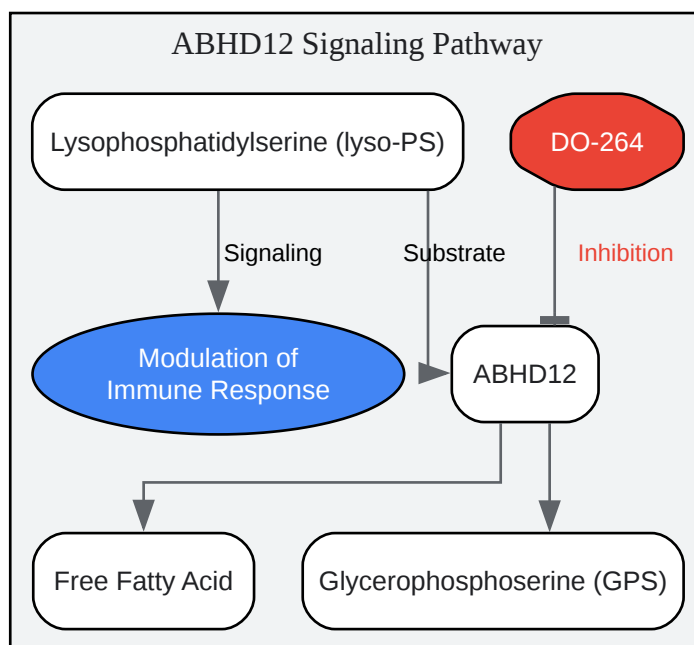 ABHD12 Signaling Pathway
Lysophosphatidylserine (lyso-PS)
DO-264
Signaling
Substrate
Inhibition
Modulation of
Immune Response
ABHD12
Free Fatty Acid
Glycerophosphoserine (GPS)